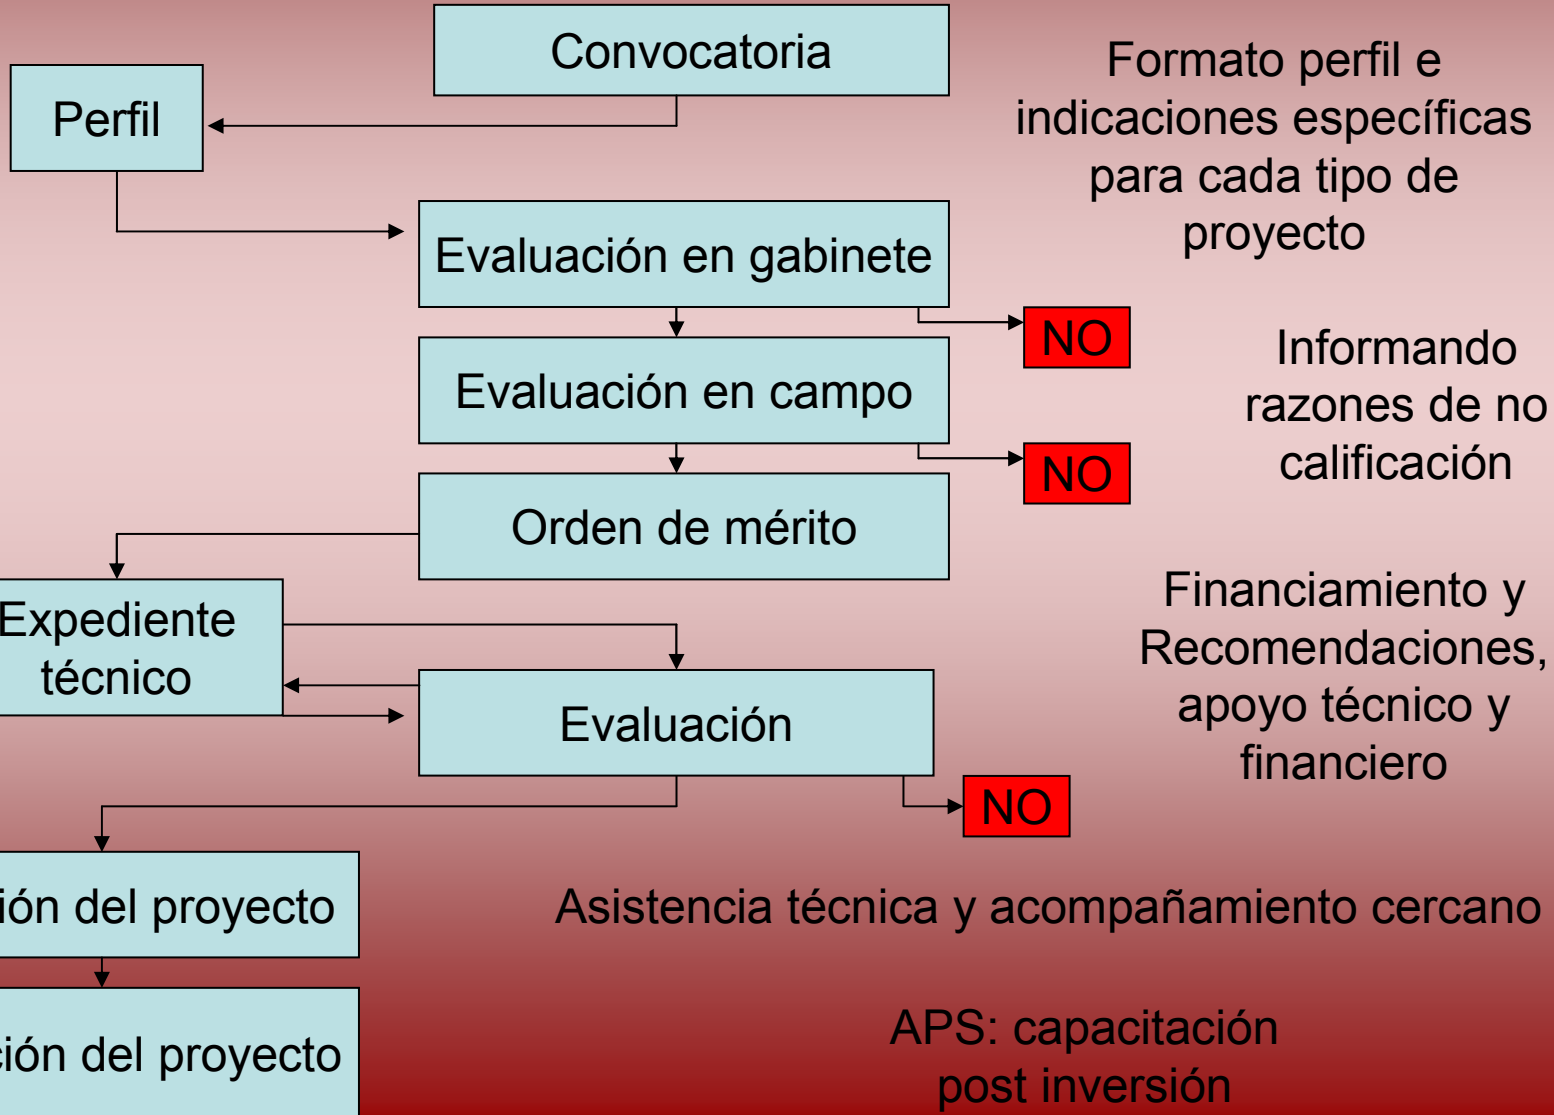 Convocatoria
Perfil
Formato perfil e
indicaciones específicas
para cada tipo de
proyecto
Evaluación en gabinete
NO
Evaluación en campo
Informando
razones de no
calificación
NO
Orden de mérito
Expediente
técnico
Financiamiento y
Recomendaciones,
apoyo técnico y
financiero
Evaluación
NO
del proyecto
Asistencia técnica y acompañamiento cercano
del proyecto
APS: capacitación
post inversión